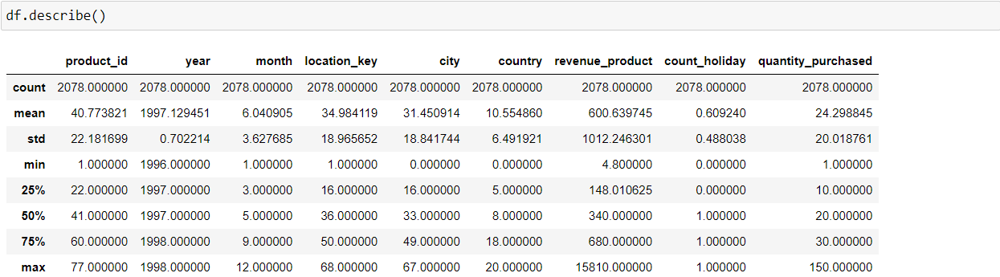 df.describe()
product_id year month location_key city country revenue_product count_holiday quantity_purchased
count 2078.000000 2078.000000 2078.000000 2078.000000 2078.000000 2078.000000 2078.000000 2078.000000 2078.000000
mean 40.773821 1997.129451 6.040905 34.984119 31.450914 10.554860 600.639745 0.609240 24.298845
std 22.181699 0.702214 3.627685 18.965652 18.841744 6.491921 1012.246301 0.488038 20.018761
min 1.000000 1996.000000 1.000000 1.000000 0.000000 0.000000 4.800000 0.000000 1.000000
25% 22.000000 1997.000000 3.000000 16.000000 16.000000 5.000000 148.010625 0.000000 10.000000
50% 41.000000 1997.000000 5.000000 36.000000 33.000000 8.000000 340.000000 1.000000 20.000000
75% 60.000000 1998.000000 9.000000 50.000000 49.000000 18.000000 680.000000 1.000000 30.000000
max 77.000000 1998.000000 12.000000 68.000000 67.000000 20.000000 15810.000000 1.000000 150.000000